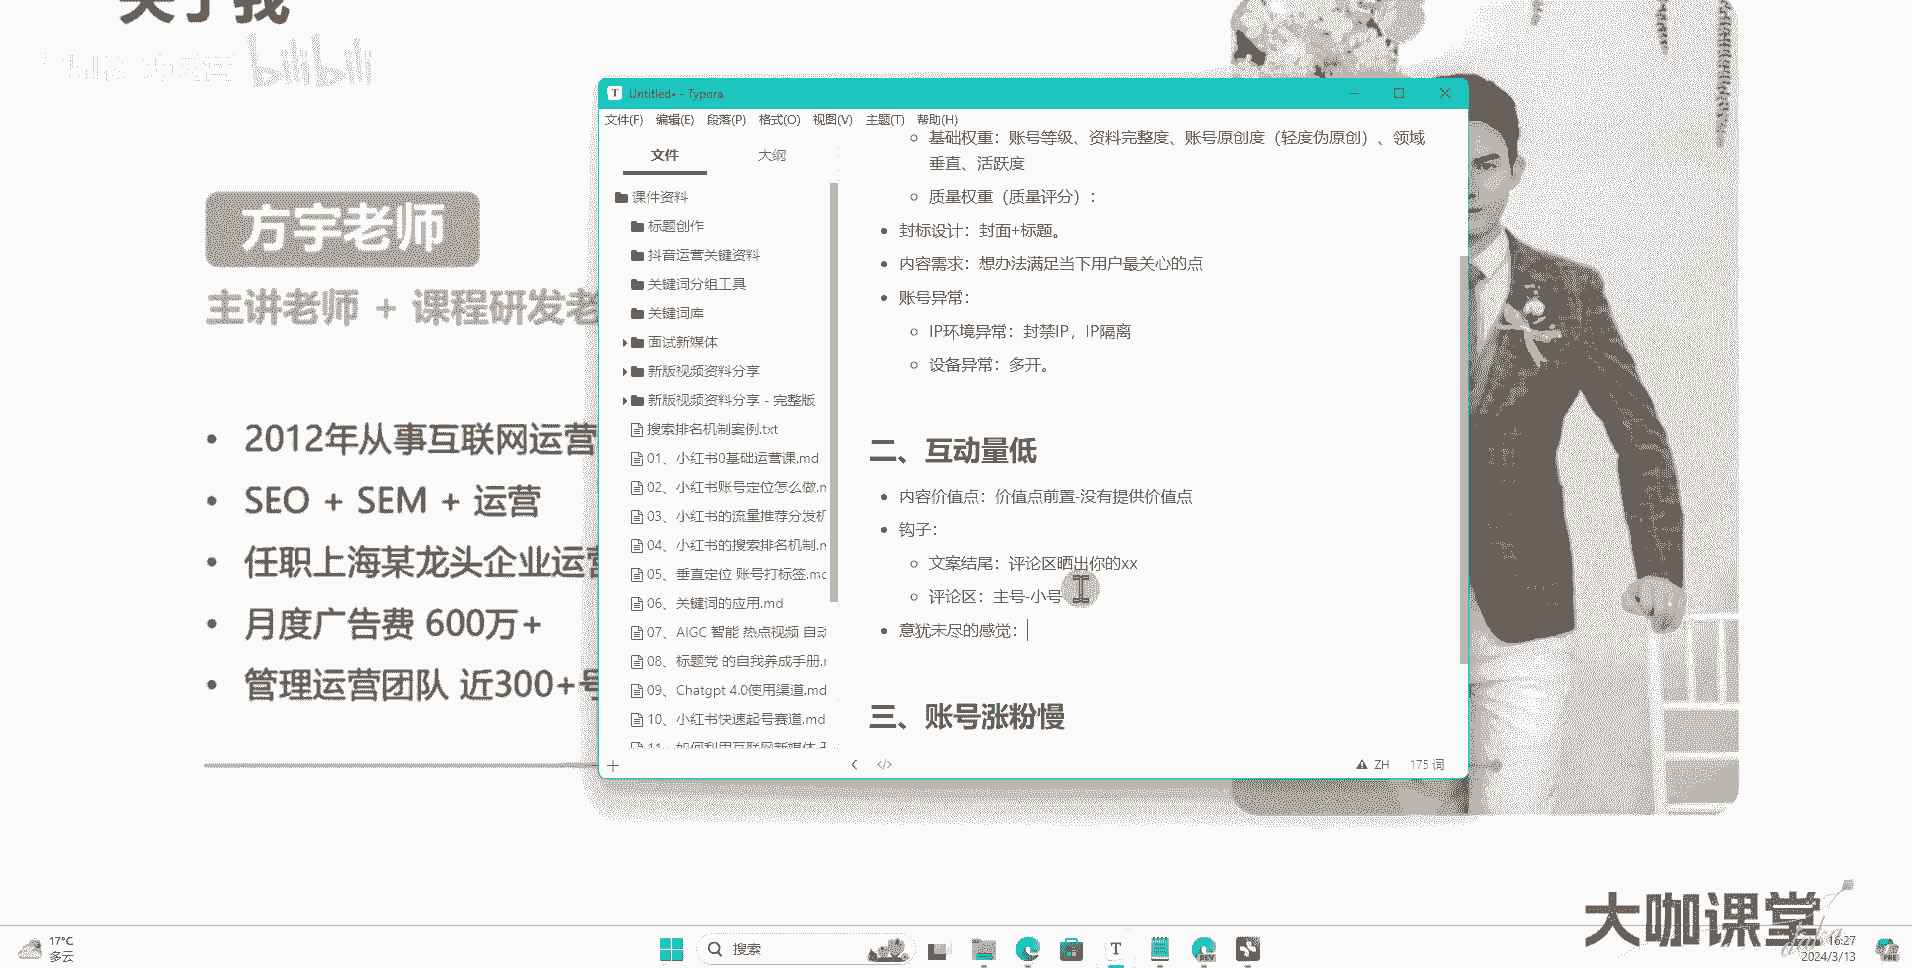 关于我
bilibili
方宇老师
主讲老师 + 课程研发老
2012年从事互联网运营
SEO + SEM + 运营
任职上海某龙头企业运营
月度广告费 600万+
管理运营团队 近300+号
Untitled• - Typora
文件(F) 编辑(E) 段落(P) 格式(O) 视图(V) 主题(T) 帮助(H)
文件 大纲
课件资料
标题创作
抖音运营关键资料
关键词分组工具
关键词库
面试新媒体
新版视频资料分享
新版视频资料分享 - 完整版
搜索排名机制案例.txt
01、小红书0基础运营课.md
02、小红书账号定位怎么做.m
03、小红书的流量推荐分发机
04、小红书的搜索排名机制.m
05、垂直定位 账号打标签.md
06、关键词的应用.md
07、AIGC 智能 热点视频 自动
08、标题党 的自我养成手册.m
09、Chatgpt 4.0使用渠道.md
10、小红书快速起号赛道.md
11、如何利用互联网新媒体
基础权重：账号等级、资料完整度、账号原创度（轻度伪原创）、领域
垂直、活跃度
质量权重（质量评分）：
封标设计：封面+标题。
内容需求：想办法满足当下用户最关心的点
账号异常：
IP环境异常：封禁IP，IP隔离
设备异常：多开。
二、互动量低
内容价值点：价值点前置-没有提供价值点
钩子：
文案结尾：评论区晒出你的xx
评论区：主号-小号
意犹未尽的感觉：
三、账号涨粉慢
ZH 175 词
大咖课堂
17°C
多云
搜索
T
DEV
16:27
2024/3/13
PRE